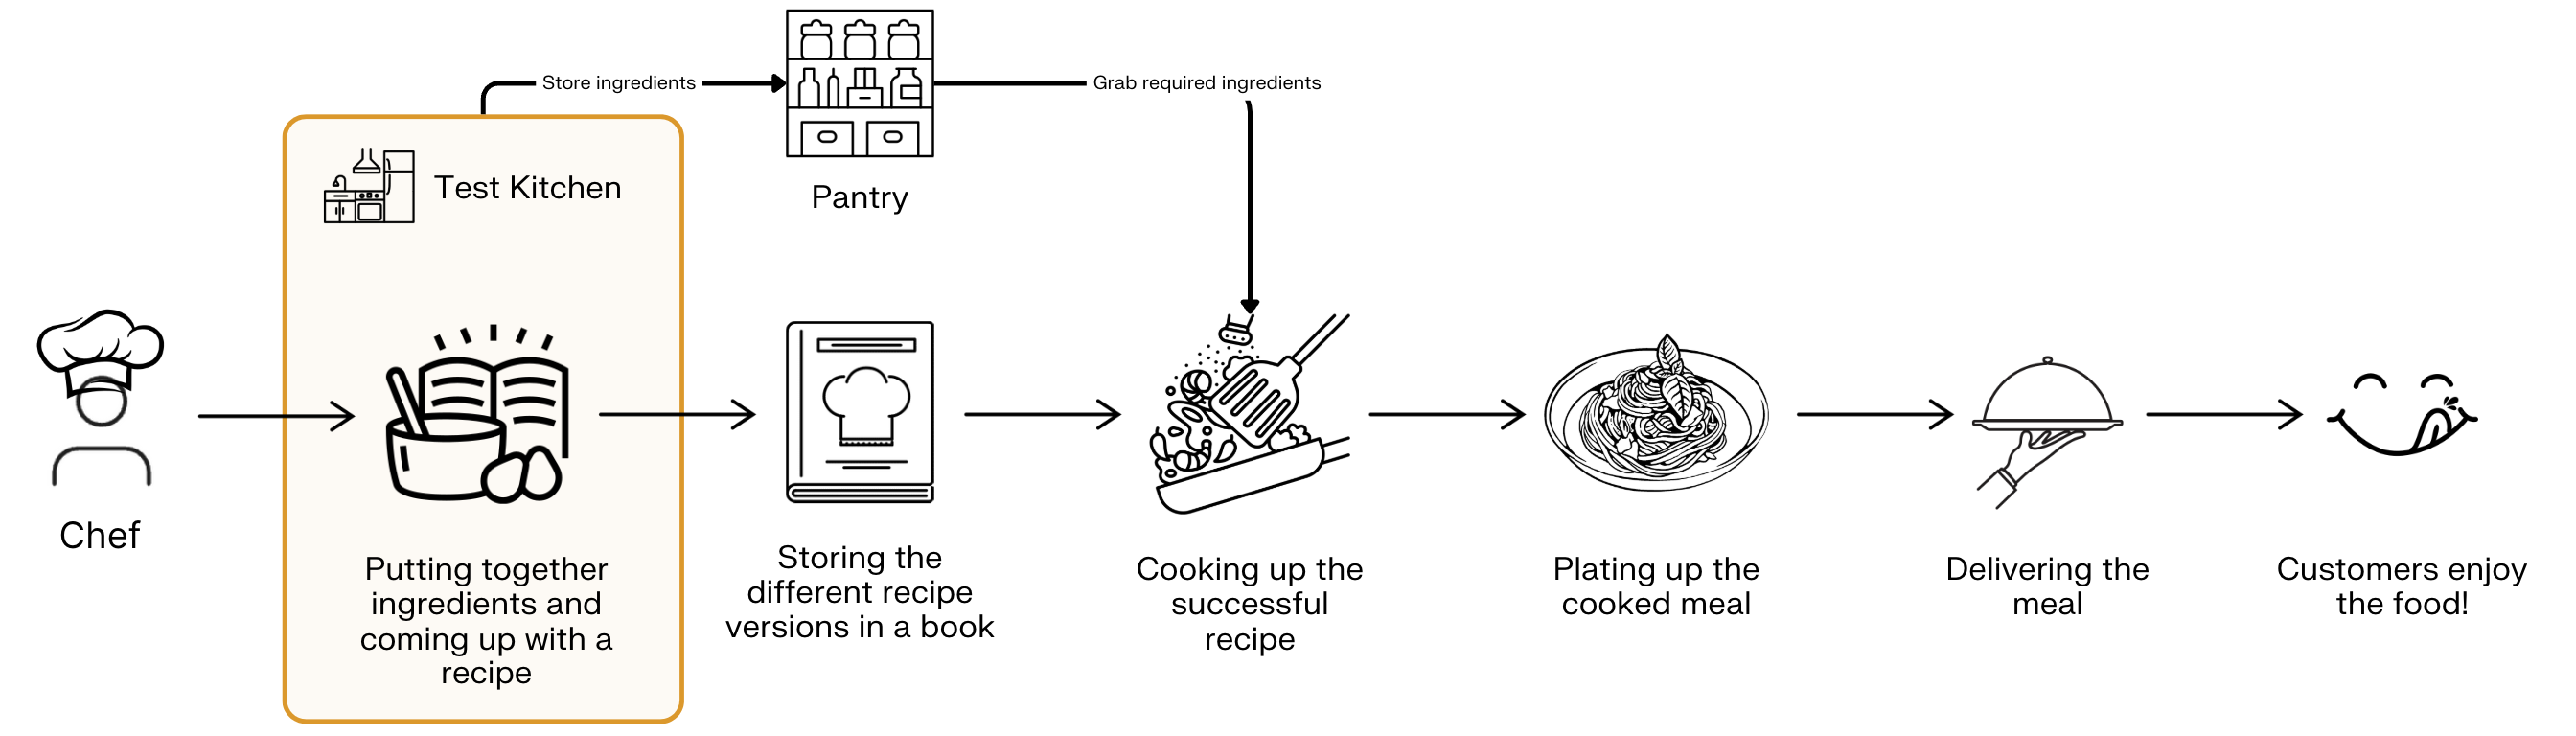 Store ingredients
Grab required ingredients
Test Kitchen
Pantry
Chef
Putting together
ingredients and
coming up with a
recipe
Storing the
different recipe
versions in a book
Cooking up the
successful
recipe
Plating up the
cooked meal
Delivering the
meal
Customers enjoy
the food!